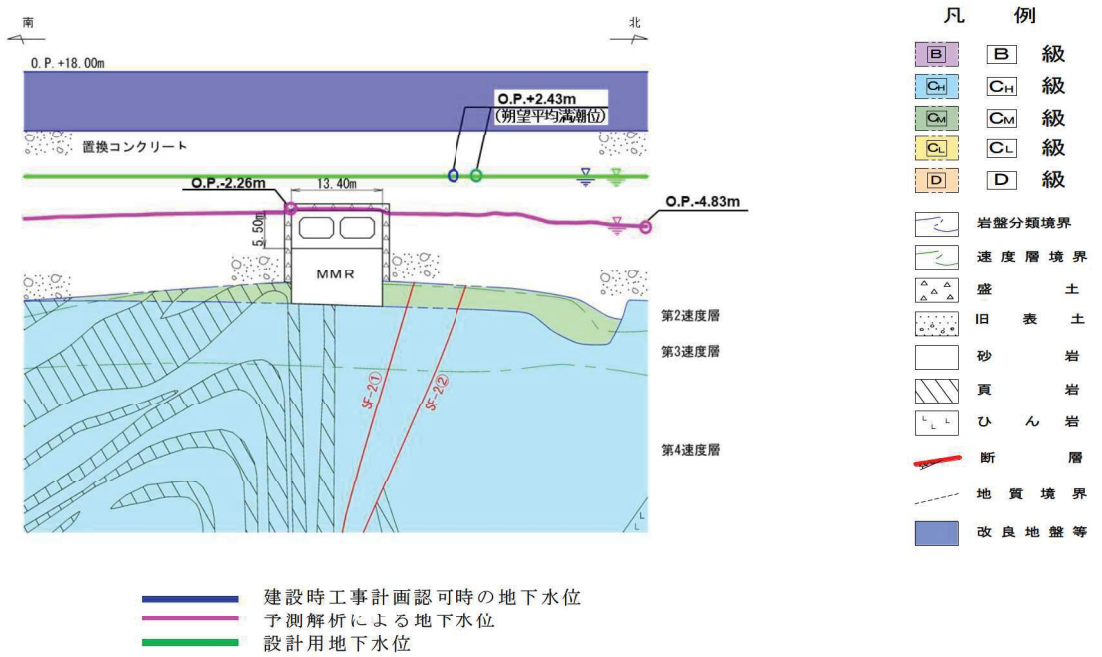 南
北
O.P.+18.00m
O.P.+2.43m
(朔望平均満潮位)
置換コンクリート
O.P.-2.26m
13.40m
O.P.-4.83m
5.50m
MMR
第2速度層
第3速度層
SF-2①
SF-2②
第4速度層
凡 例
B B 級
CH CH 級
CM CM 級
CL CL 級
D D 級
岩盤分類境界
速度層境界
盛土
旧表土
砂岩
頁岩
ひん岩
断層
地質境界
改良地盤等
建設時工事計画認可時の地下水位
予測解析による地下水位
設計用地下水位